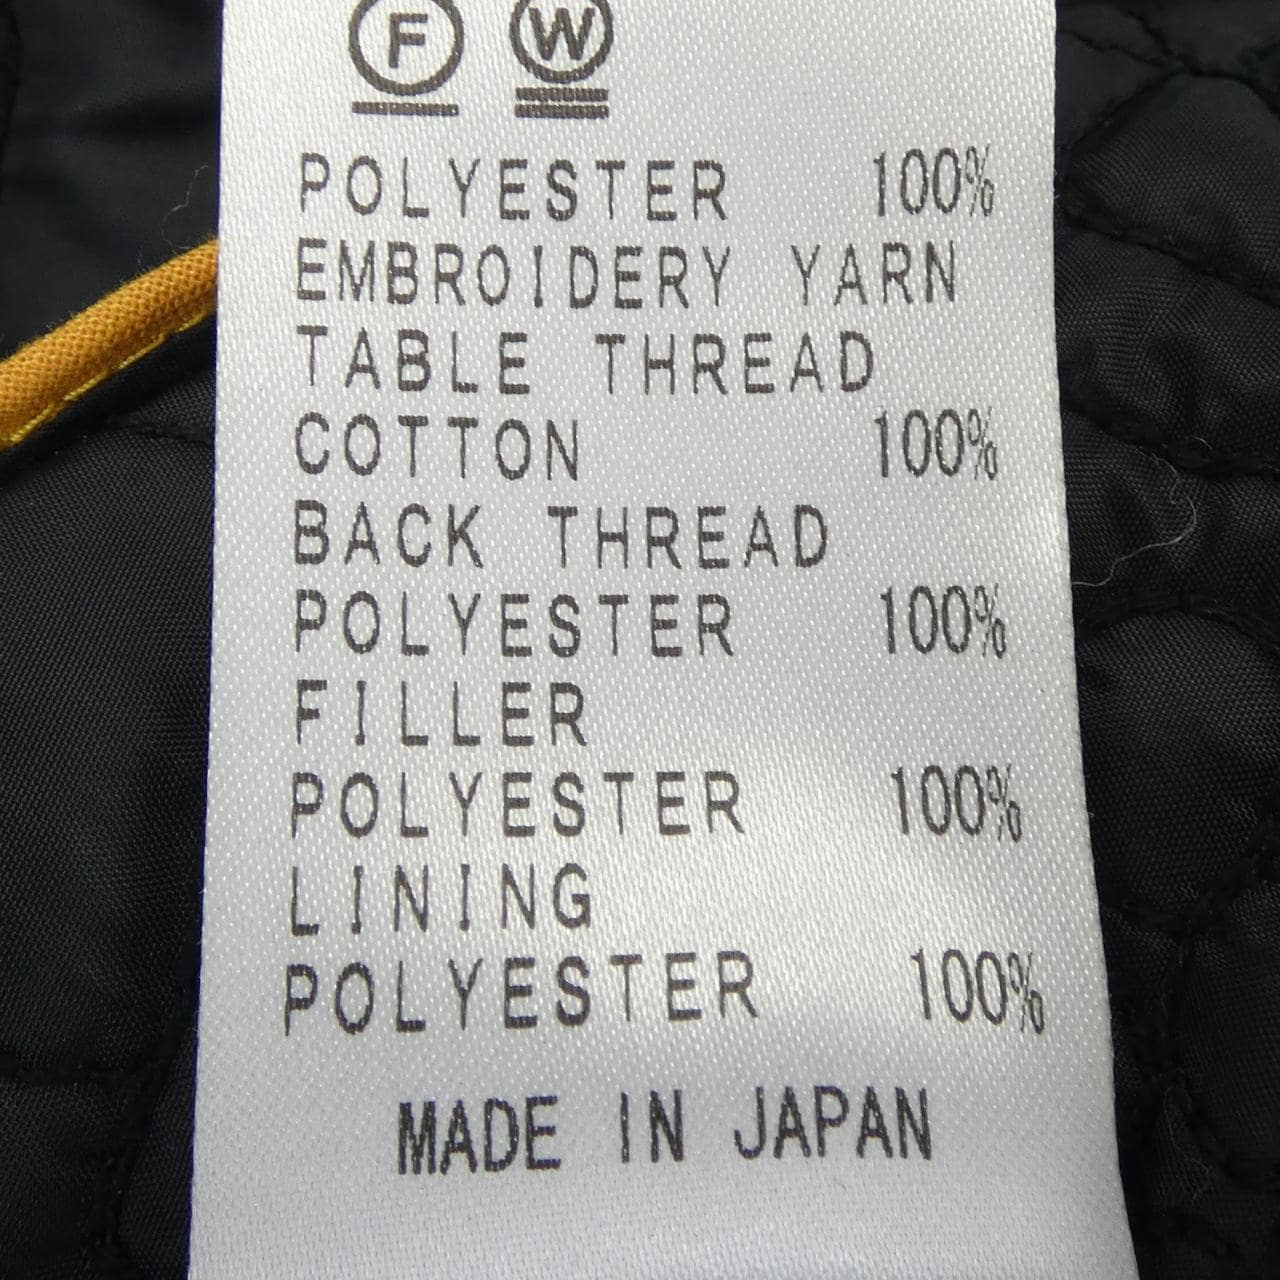 F W
POLYESTER 100%
EMBROIDERY YARN
TABLE THREAD
COTTON 100%
BACK THREAD
POLYESTER 100%
FILLER
POLYESTER 100%
LINING
POLYESTER 100%
MADE IN JAPAN